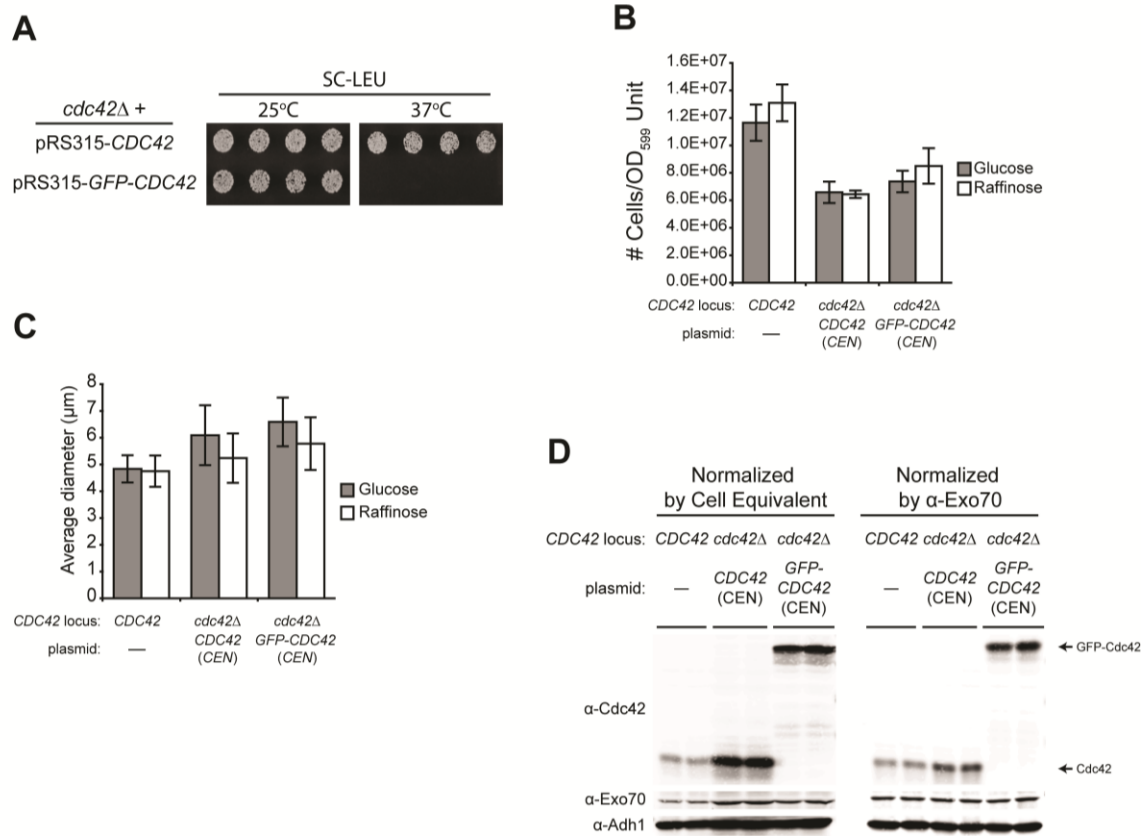 A
SC-LEU
cdc42Δ +
25°C
37°C
pRS315-CDC42
pRS315-GFP-CDC42
B
# Cells/OD599 Unit
1.6E+07
1.4E+07
1.2E+07
1.0E+07
8.0E+06
6.0E+06
4.0E+06
2.0E+06
0.0E+00
Glucose
Raffinose
CDC42 locus: CDC42 cdc42Δ cdc42Δ
plasmid: — CDC42 GFP-CDC42
(CEN) (CEN)
C
Average diameter (μm)
8
7
6
5
4
3
2
1
0
Glucose
Raffinose
CDC42 locus: CDC42 cdc42Δ cdc42Δ
plasmid: — CDC42 GFP-CDC42
(CEN) (CEN)
D
Normalized
by Cell Equivalent
Normalized
by α-Exo70
CDC42 locus: CDC42 cdc42Δ cdc42Δ CDC42 cdc42Δ cdc42Δ
plasmid: — CDC42 (CEN) GFP-CDC42 (CEN) — CDC42 (CEN) GFP-CDC42 (CEN)
GFP-Cdc42
α-Cdc42
Cdc42
α-Exo70
α-Adh1